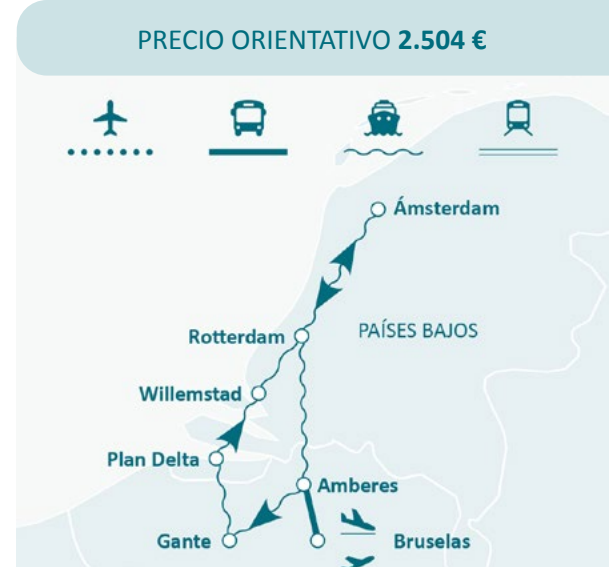 PRECIO ORIENTATIVO 2.504 €
Ámsterdam
Rotterdam
PAÍSES BAJOS
Willemstad
Plan Delta
Amberes
Gante
Bruselas